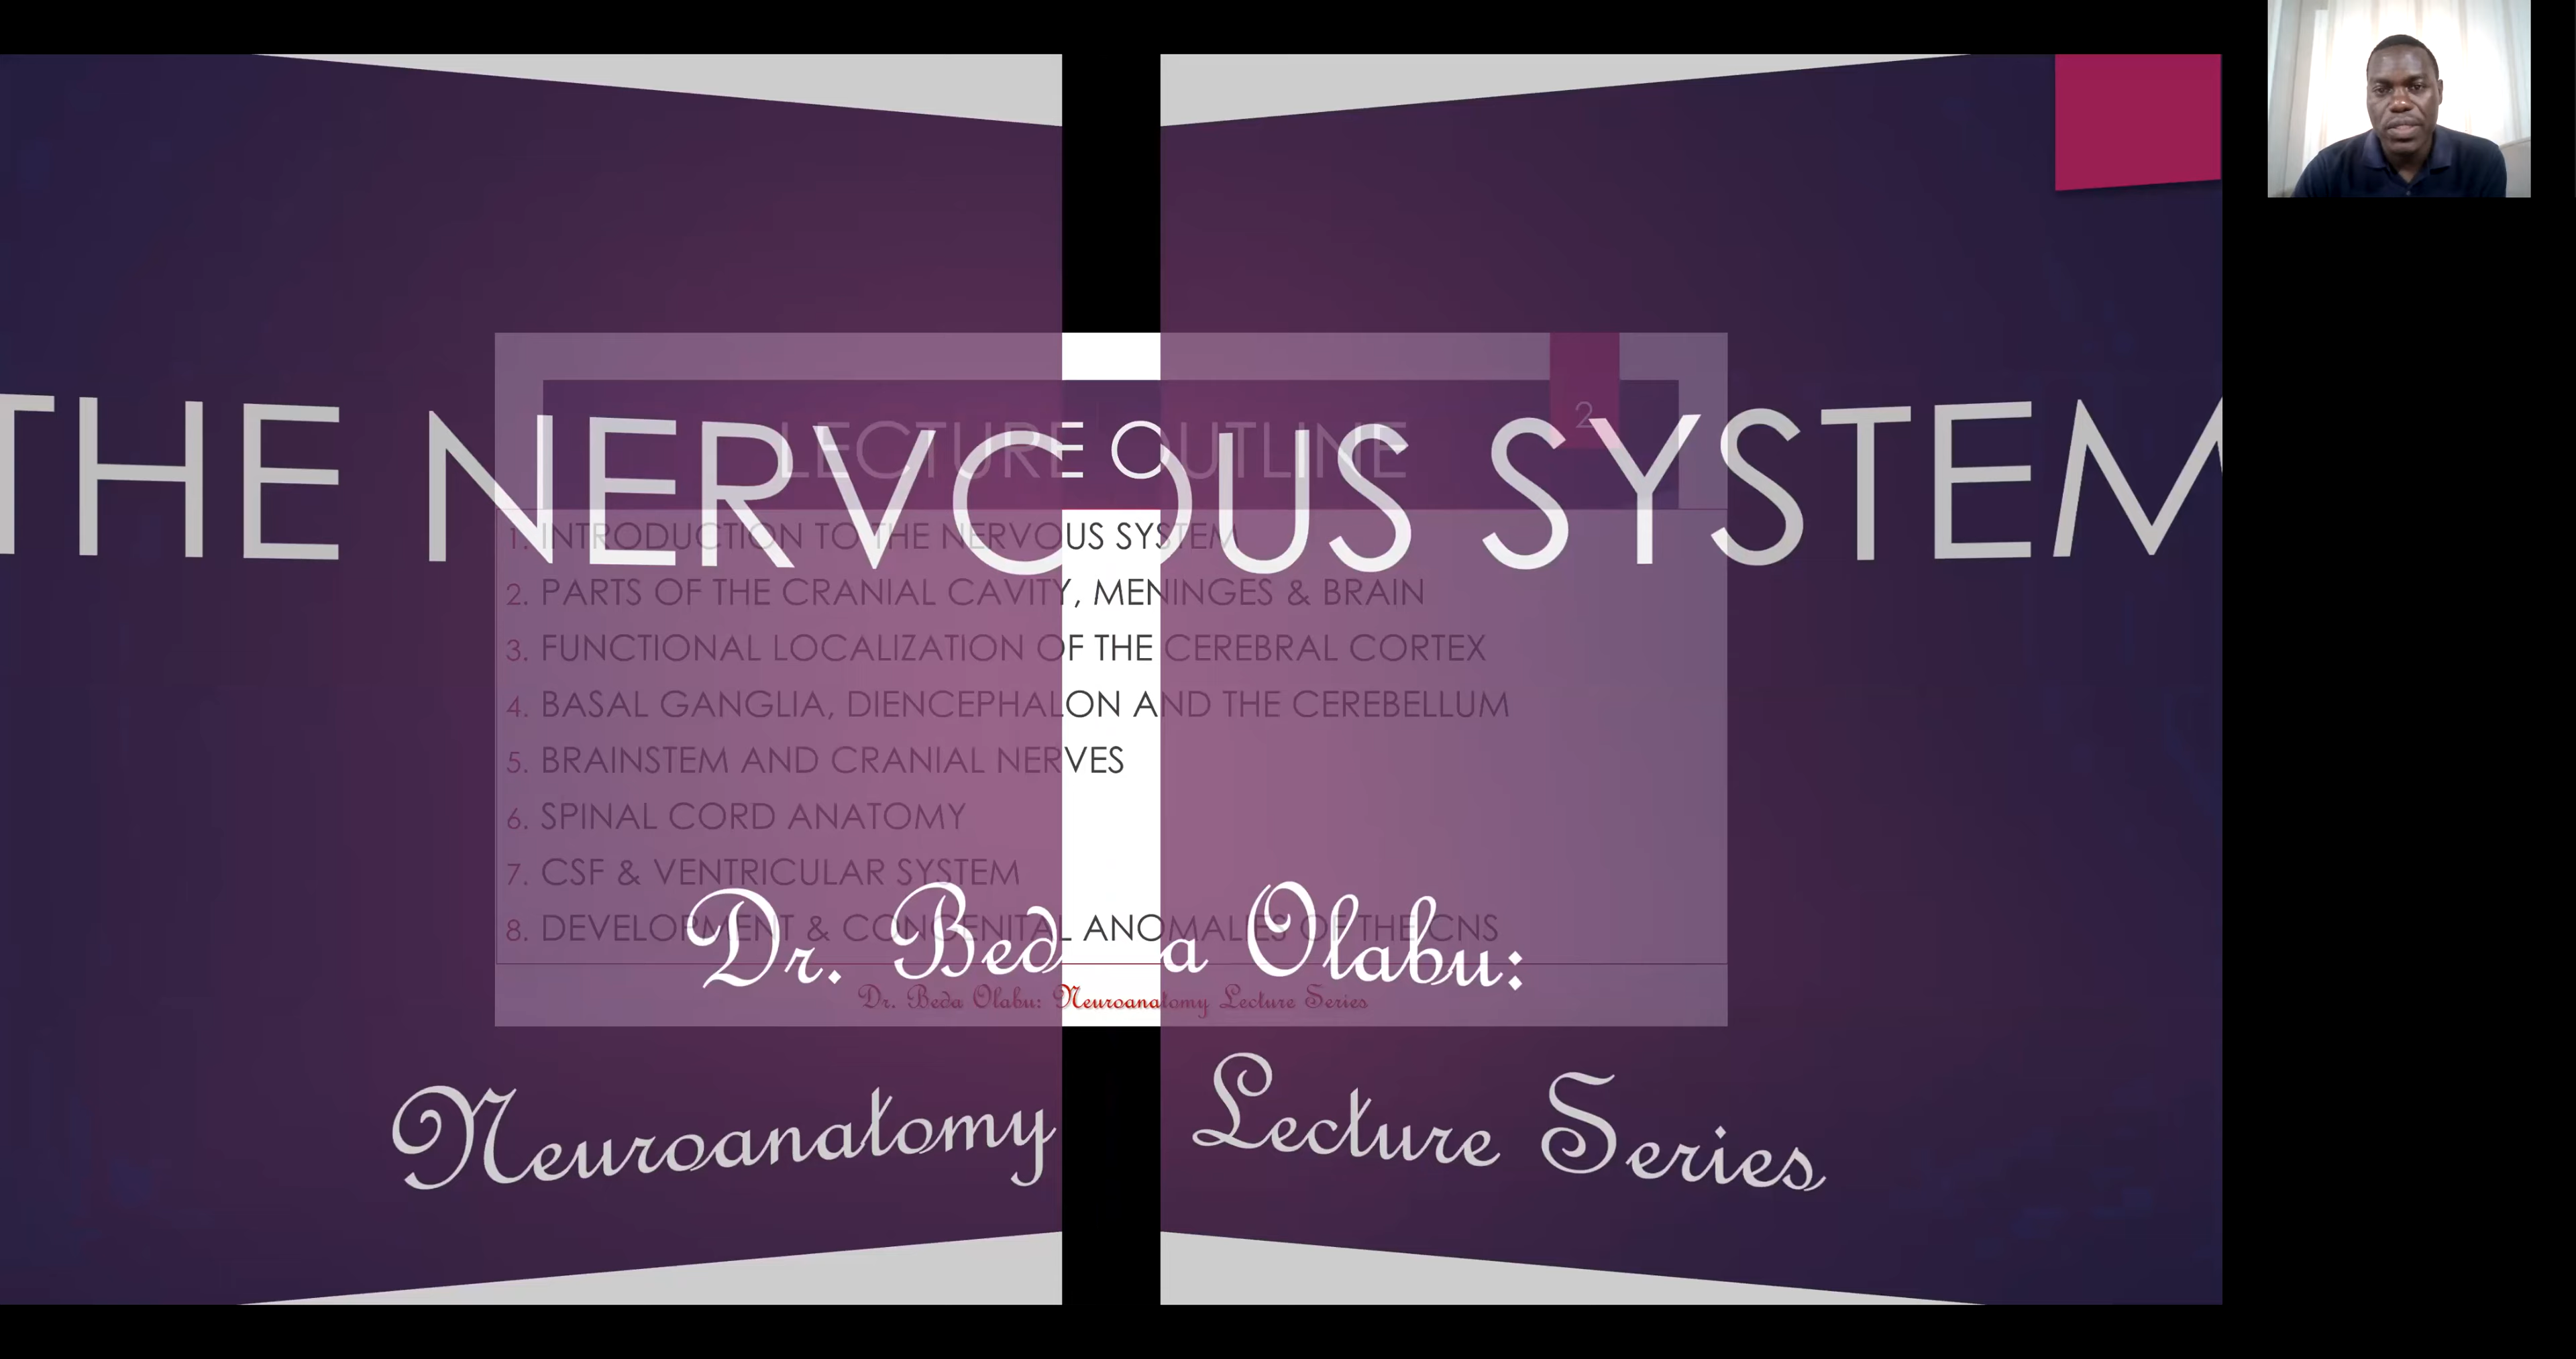 THE NERVOUS SYSTEM
Dr. Beda Olabu:
Neuroanatomy Lecture Series
LECTURE OUTLINE
2
1. INTRODUCTION TO THE NERVOUS SYSTEM
2. PARTS OF THE CRANIAL CAVITY, MENINGES & BRAIN
3. FUNCTIONAL LOCALIZATION OF THE CEREBRAL CORTEX
4. BASAL GANGLIA, DIENCEPHALON AND THE CEREBELLUM
5. BRAINSTEM AND CRANIAL NERVES
6. SPINAL CORD ANATOMY
7. CSF & VENTRICULAR SYSTEM
8. DEVELOPMENT & CONGENITAL ANOMALIES OF THE CNS
Dr. Beda Olabu: Neuroanatomy Lecture Series